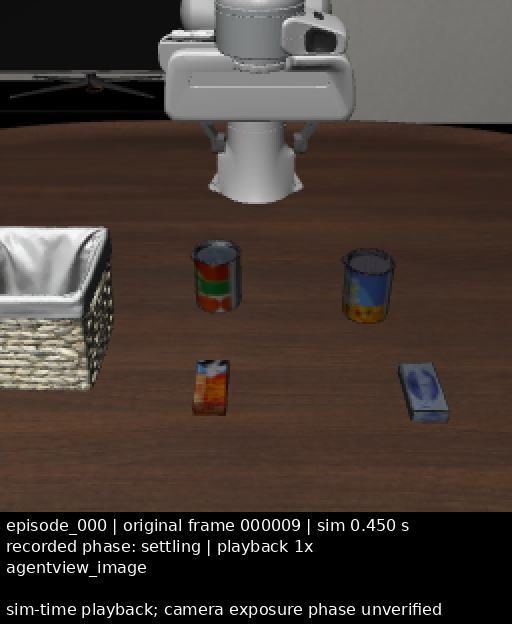 episode_000 | original frame 000009 | sim 0.450 s
recorded phase: settling | playback 1x
agentview_image
sim-time playback; camera exposure phase unverified